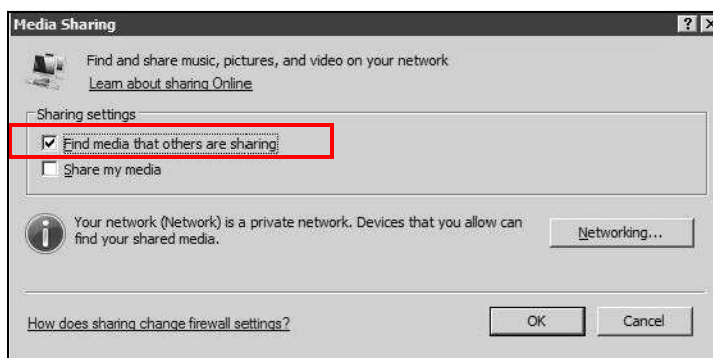 Media Sharing
Find and share music, pictures, and video on your network
Learn about sharing Online
Sharing settings
Find media that others are sharing
Share my media
Your network (Network) is a private network. Devices that you allow can
find your shared media.
Networking...
How does sharing change firewall settings?
OK
Cancel